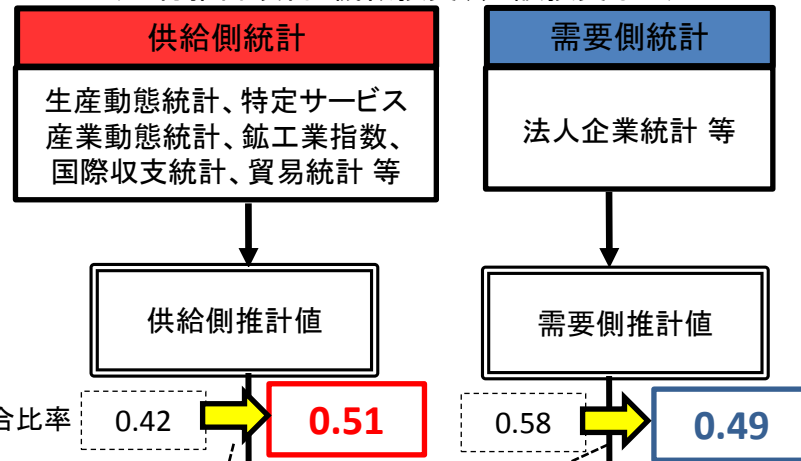 供給側統計
需要側統計
生産動態統計、特定サービス
産業動態統計、鉱工業指数、
国際収支統計、貿易統計 等
法人企業統計 等
供給側推計値
需要側推計値
合比率
0.42
0.51
0.58
0.49